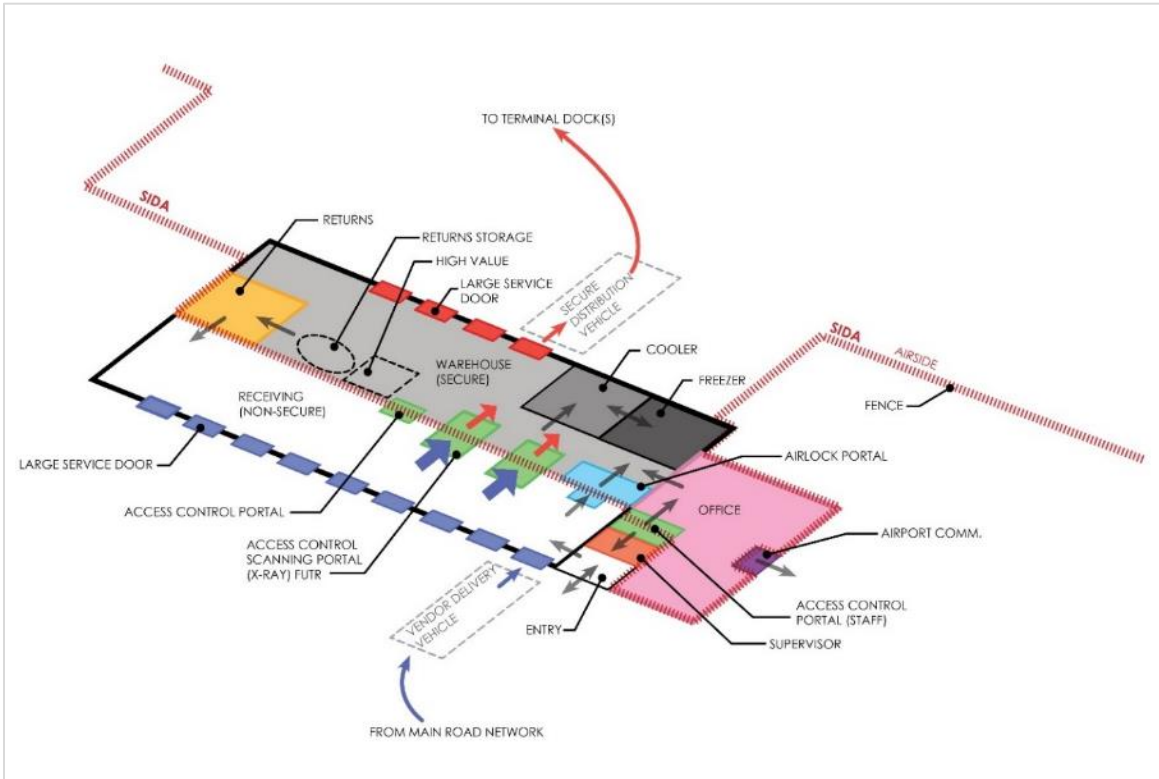 TO TERMINAL DOCK(S)
SIDA
RETURNS
RETURNS STORAGE
HIGH VALUE
LARGE SERVICE
DOOR
SECURE
DISTRIBUTION
VEHICLE
SIDA
AIRSIDE
COOLER
FREEZER
FENCE
WAREHOUSE
(SECURE)
RECEIVING
(NON-SECURE)
LARGE SERVICE DOOR
AIRLOCK PORTAL
OFFICE
ACCESS CONTROL PORTAL
AIRPORT COMM.
ACCESS CONTROL
SCANNING PORTAL
(X-RAY) FUTR
VENDOR DELIVERY
VEHICLE
ENTRY
ACCESS CONTROL
PORTAL (STAFF)
SUPERVISOR
FROM MAIN ROAD NETWORK